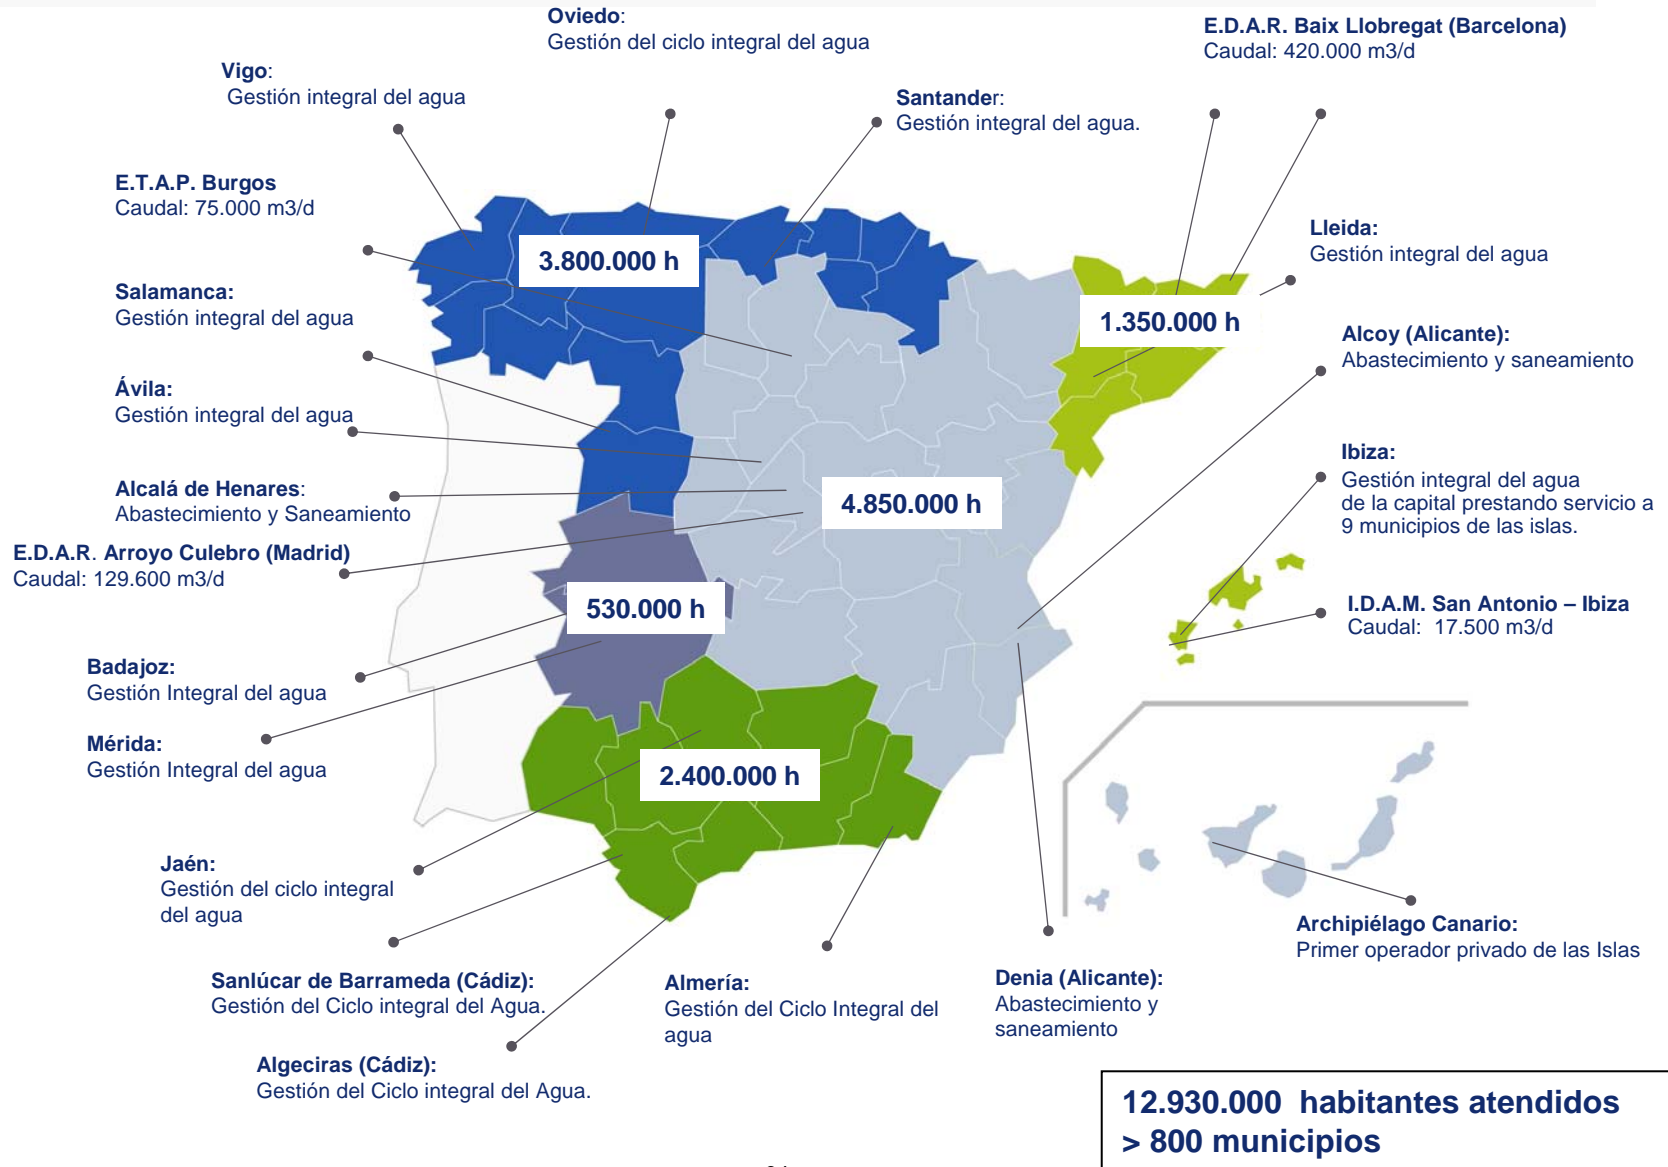 Oviedo:
Gestión del ciclo integral del agua
E.D.A.R. Baix Llobregat (Barcelona)
Caudal: 420.000 m3/d
Vigo:
Gestión integral del agua
Santander:
Gestión integral del agua.
E.T.A.P. Burgos
Caudal: 75.000 m3/d
Lleida:
Gestión integral del agua
3.800.000 h
Salamanca:
Gestión integral del agua
1.350.000 h
Alcoy (Alicante):
Abastecimiento y saneamiento
Ávila:
Gestión integral del agua
Ibiza:
Gestión integral del agua
de la capital prestando servicio a
9 municipios de las islas.
Alcalá de Henares:
Abastecimiento y Saneamiento
4.850.000 h
E.D.A.R. Arroyo Culebro (Madrid)
Caudal: 129.600 m3/d
530.000 h
I.D.A.M. San Antonio – Ibiza
Caudal: 17.500 m3/d
Badajoz:
Gestión Integral del agua
Mérida:
Gestión Integral del agua
2.400.000 h
Jaén:
Gestión del ciclo integral
del agua
Archipiélago Canario:
Primer operador privado de las Islas
Sanlúcar de Barrameda (Cádiz):
Gestión del Ciclo integral del Agua.
Almería:
Gestión del Ciclo Integral del
agua
Denia (Alicante):
Abastecimiento y
saneamiento
Algeciras (Cádiz):
Gestión del Ciclo integral del Agua.
12.930.000 habitantes atendidos
> 800 municipios